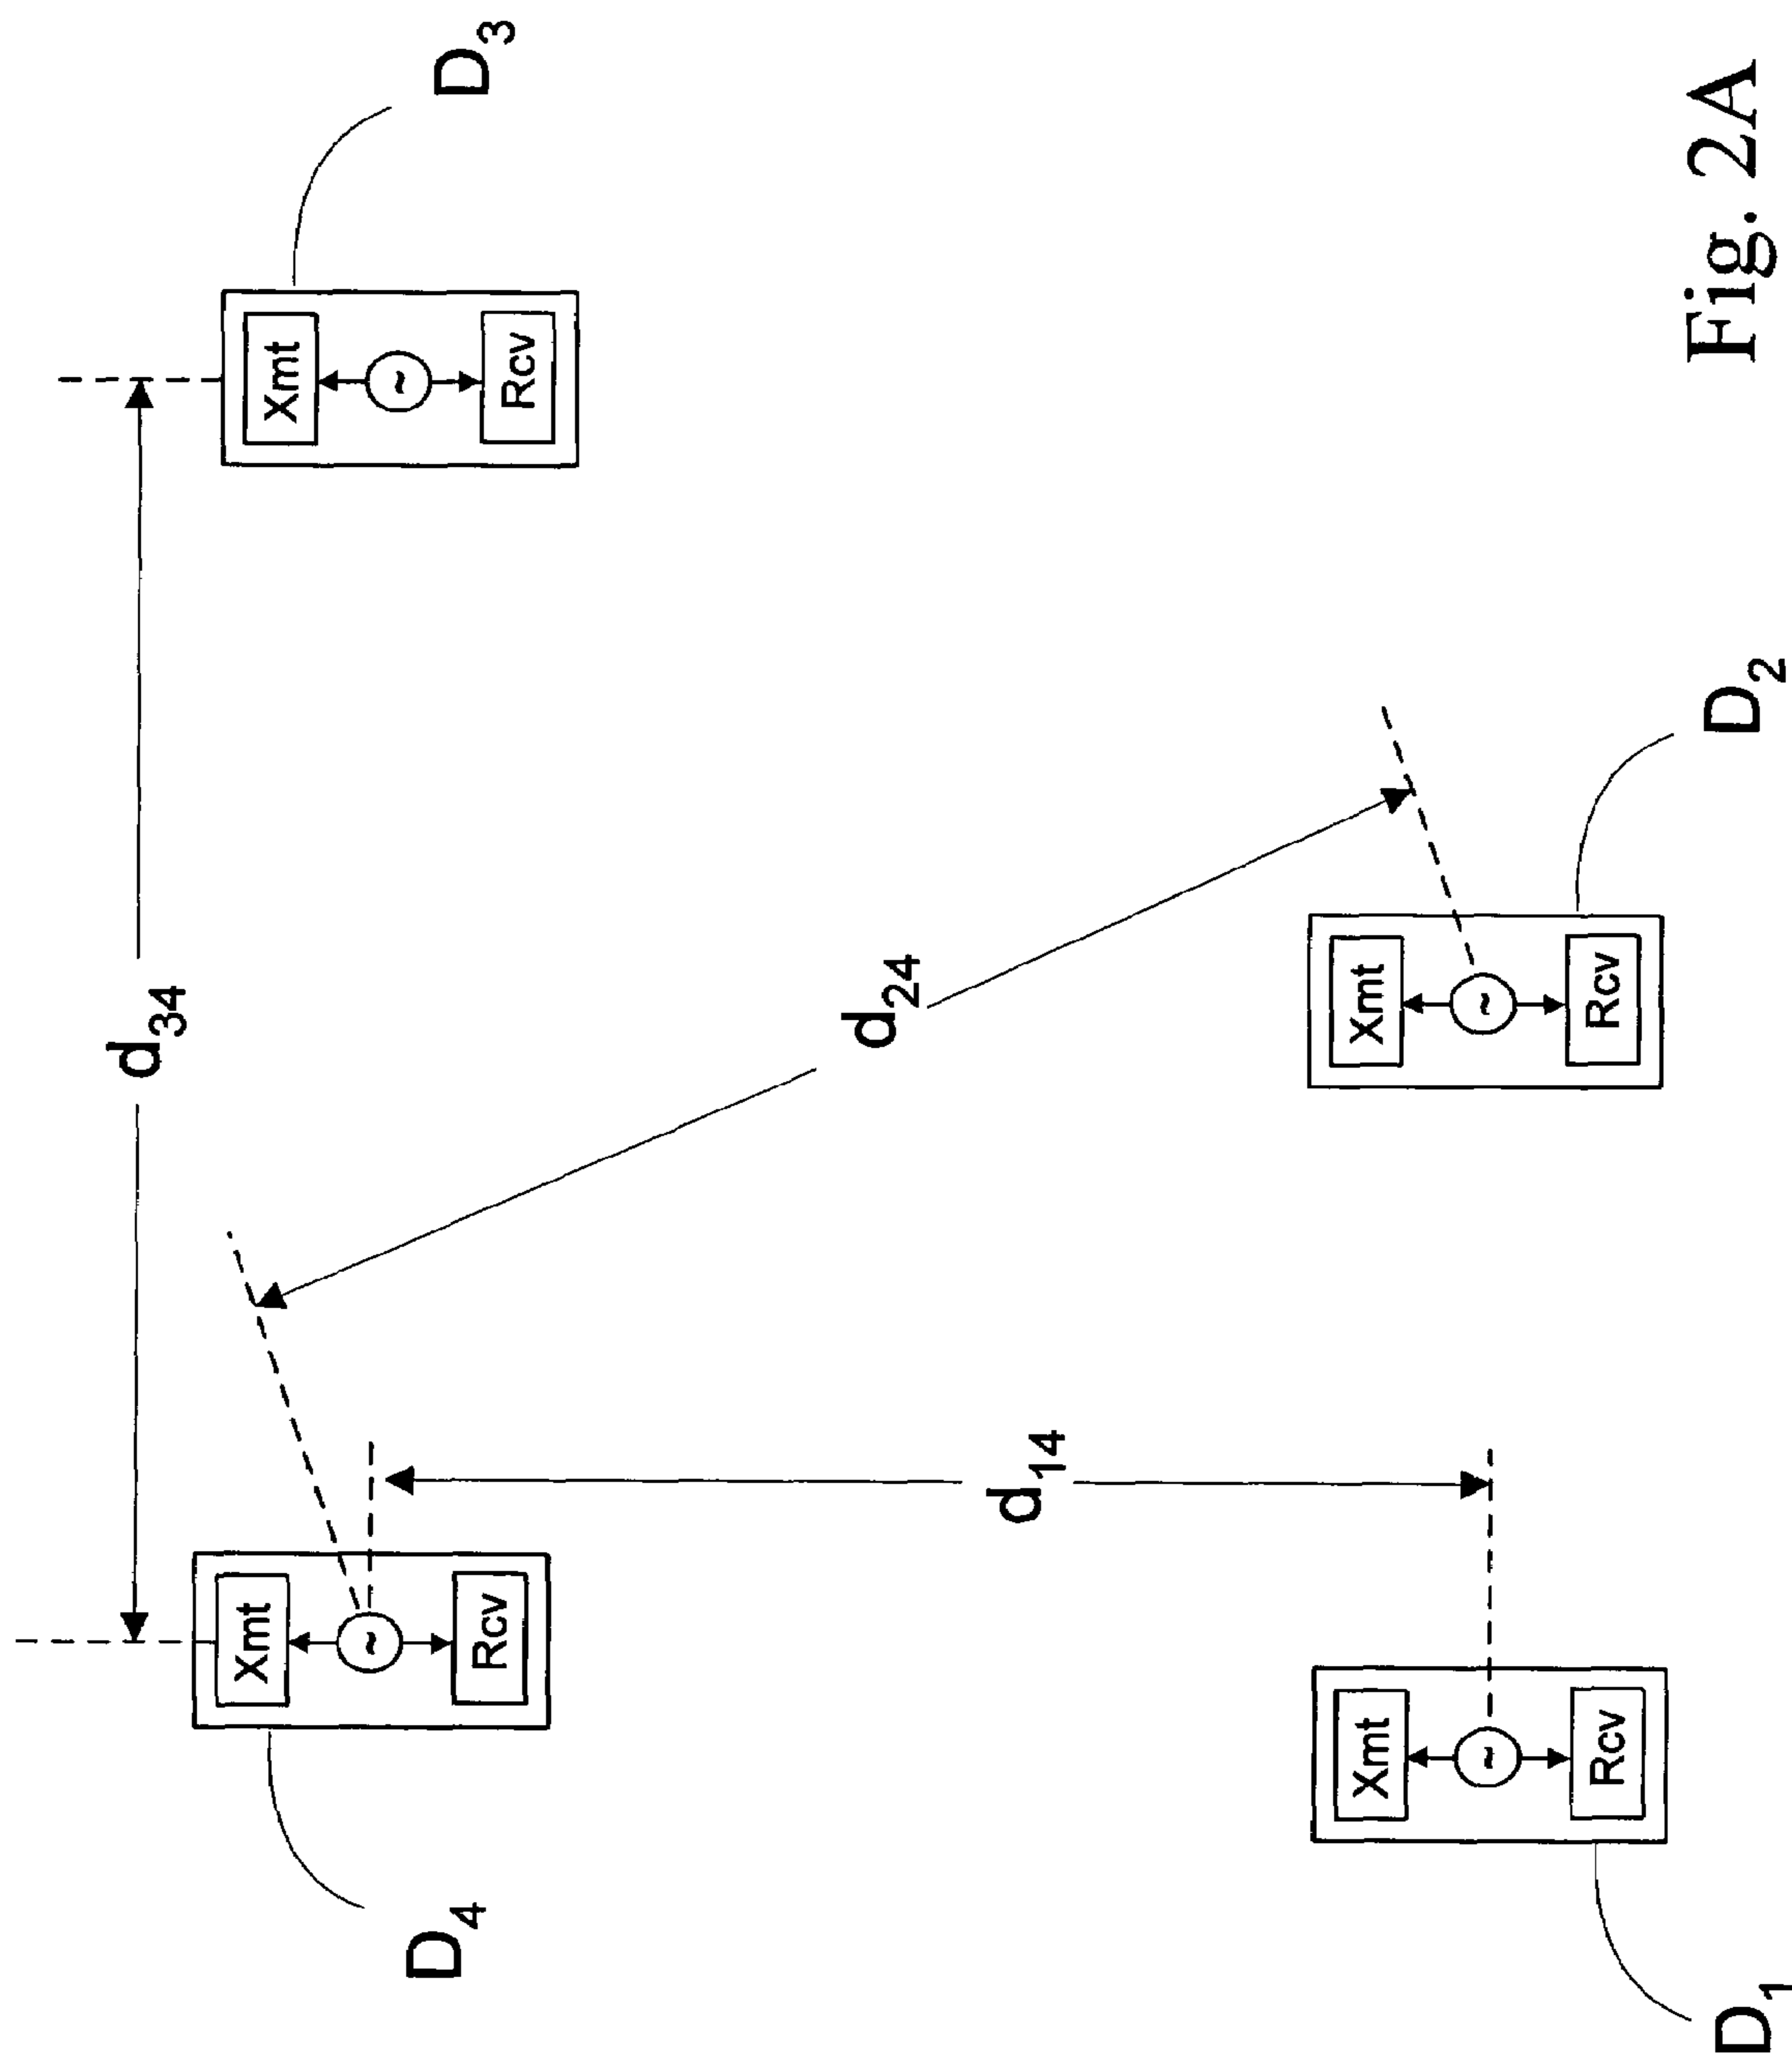 d₃₄
Xmt
Xmt
D₄
Rcv
Rcv
D₃
d₂₄
d₁₄
Xmt
Xmt
Rcv
Rcv
D₁
D₂
Fig. 2A